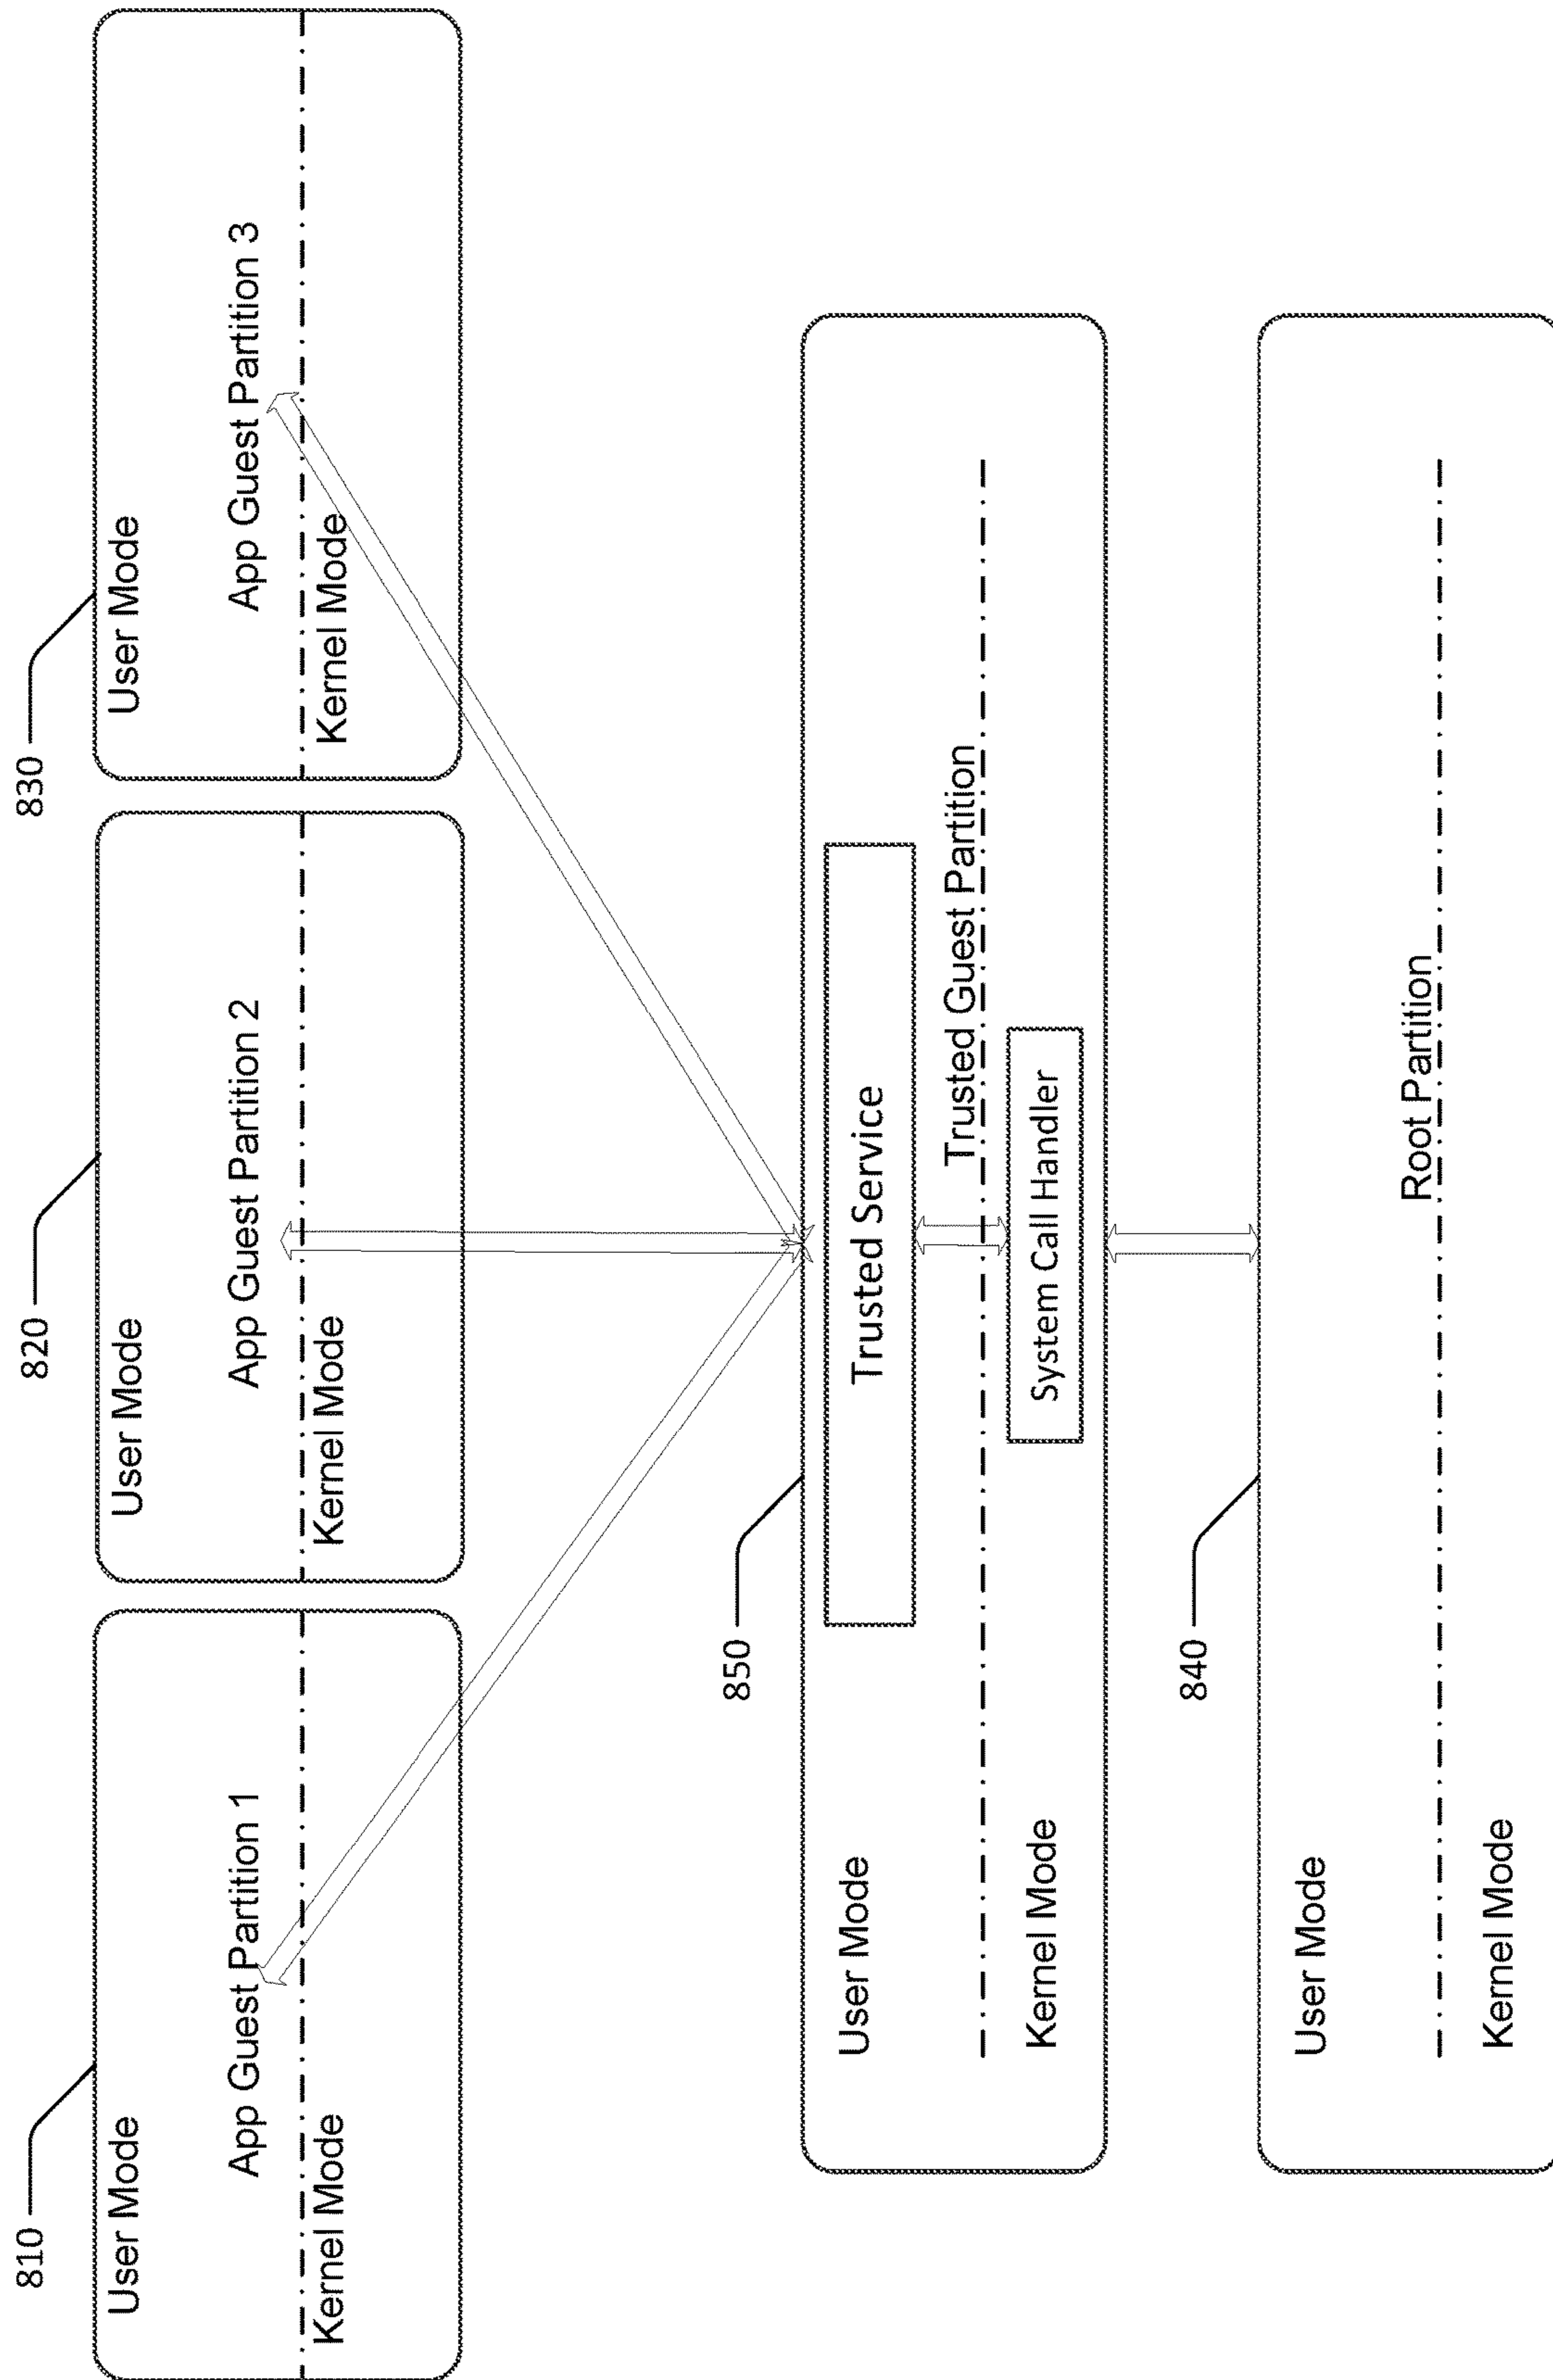 810
User Mode
App Guest Partition 1
Kernel Mode
820
User Mode
App Guest Partition 2
Kernel Mode
830
User Mode
App Guest Partition 3
Kernel Mode
850
User Mode
Trusted Service
Trusted Guest Partition
Kernel Mode
System Call Handler
840
User Mode
Root Partition
Kernel Mode